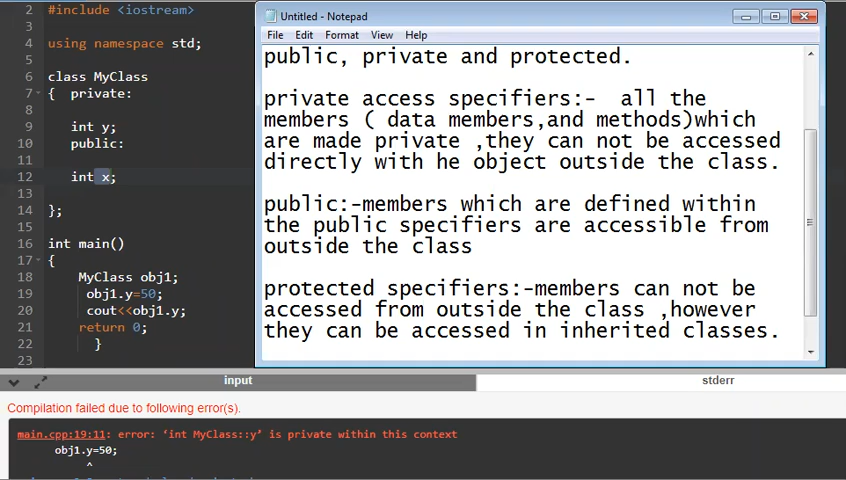 2 #include <iostream>
3
4 using namespace std;
5
6 class MyClass
7 { private:
8
9 int y;
10 public:
11
12 int x;
13
14 };
15
16 int main()
17 {
18 MyClass obj1;
19 obj1.y=50;
20 cout<<obj1.y;
21 return 0;
22 }
23
Untitled - Notepad
File Edit Format View Help
public, private and protected.
private access specifiers:- all the
members ( data members,and methods)which
are made private ,they can not be accessed
directly with he object outside the class.
public:-members which are defined within
the public specifiers are accessible from
outside the class
protected specifiers:-members can not be
accessed from outside the class ,however
they can be accessed in inherited classes.
input stderr
Compilation failed due to following error(s).
main.cpp:19:11: error: ‘int MyClass::y’ is private within this context
obj1.y=50;
^